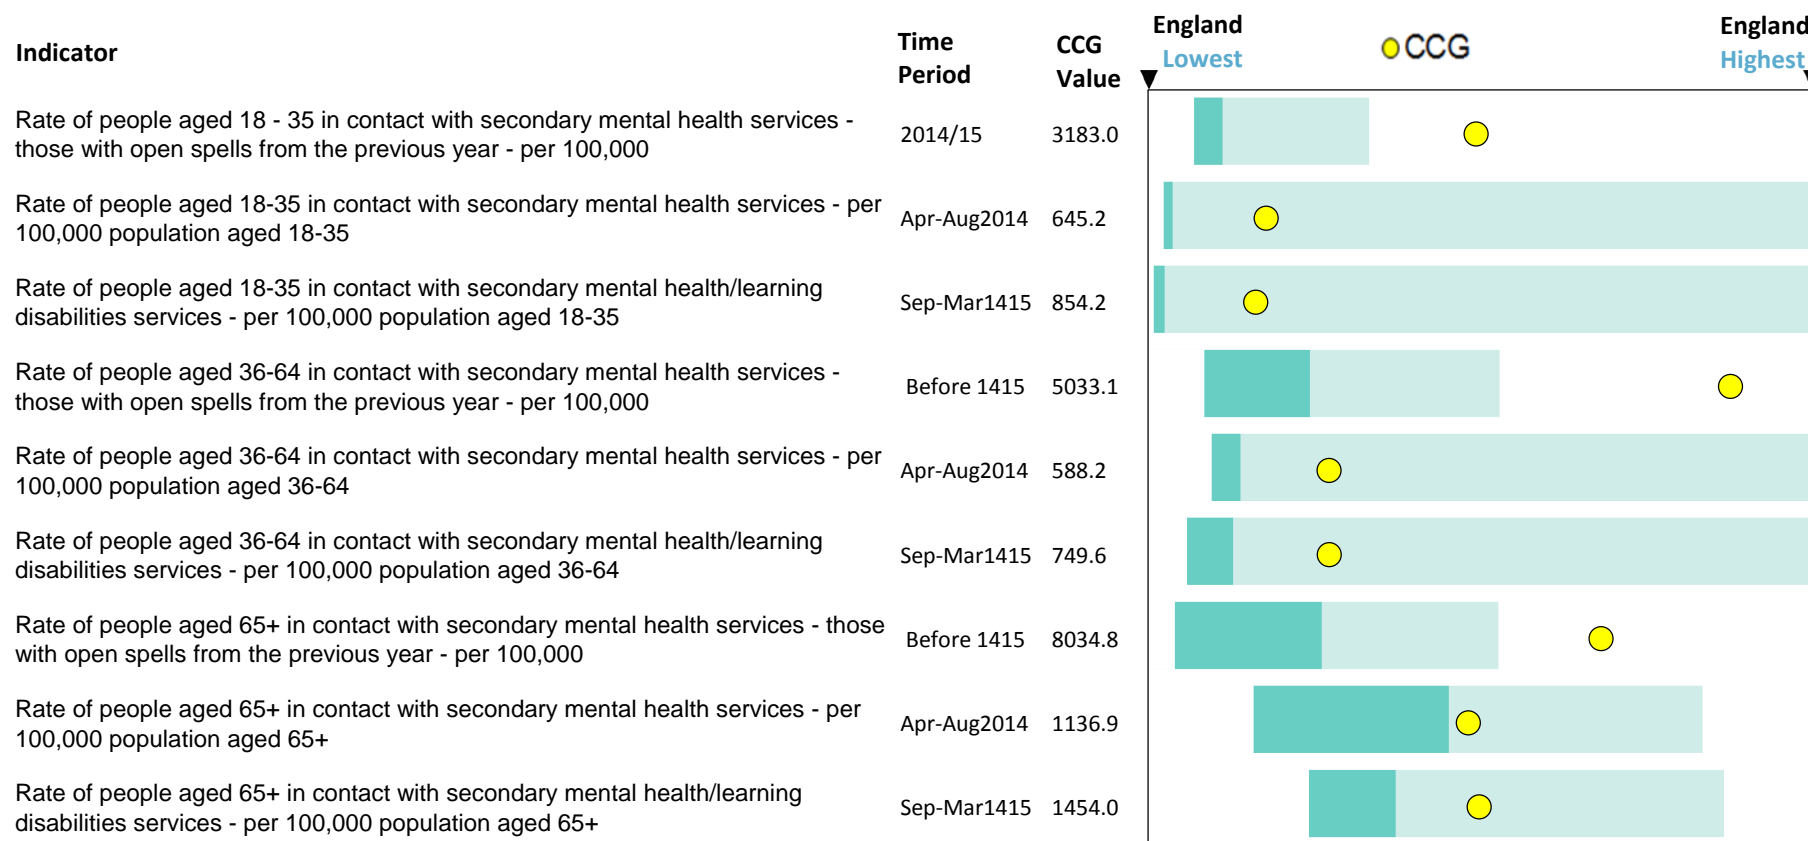 Indicator
Time Period
CCG Value
England Lowest
CCG
England Highest
Rate of people aged 18 - 35 in contact with secondary mental health services -
those with open spells from the previous year - per 100,000
2014/15 3183.0
Rate of people aged 18-35 in contact with secondary mental health services - per
100,000 population aged 18-35
Apr-Aug2014 645.2
Rate of people aged 18-35 in contact with secondary mental health/learning
disabilities services - per 100,000 population aged 18-35
Sep-Mar1415 854.2
Rate of people aged 36-64 in contact with secondary mental health services -
those with open spells from the previous year - per 100,000
Before 1415 5033.1
Rate of people aged 36-64 in contact with secondary mental health services - per
100,000 population aged 36-64
Apr-Aug2014 588.2
Rate of people aged 36-64 in contact with secondary mental health/learning
disabilities services - per 100,000 population aged 36-64
Sep-Mar1415 749.6
Rate of people aged 65+ in contact with secondary mental health services - those
with open spells from the previous year - per 100,000
Before 1415 8034.8
Rate of people aged 65+ in contact with secondary mental health services - per
100,000 population aged 65+
Apr-Aug2014 1136.9
Rate of people aged 65+ in contact with secondary mental health/learning
disabilities services - per 100,000 population aged 65+
Sep-Mar1415 1454.0